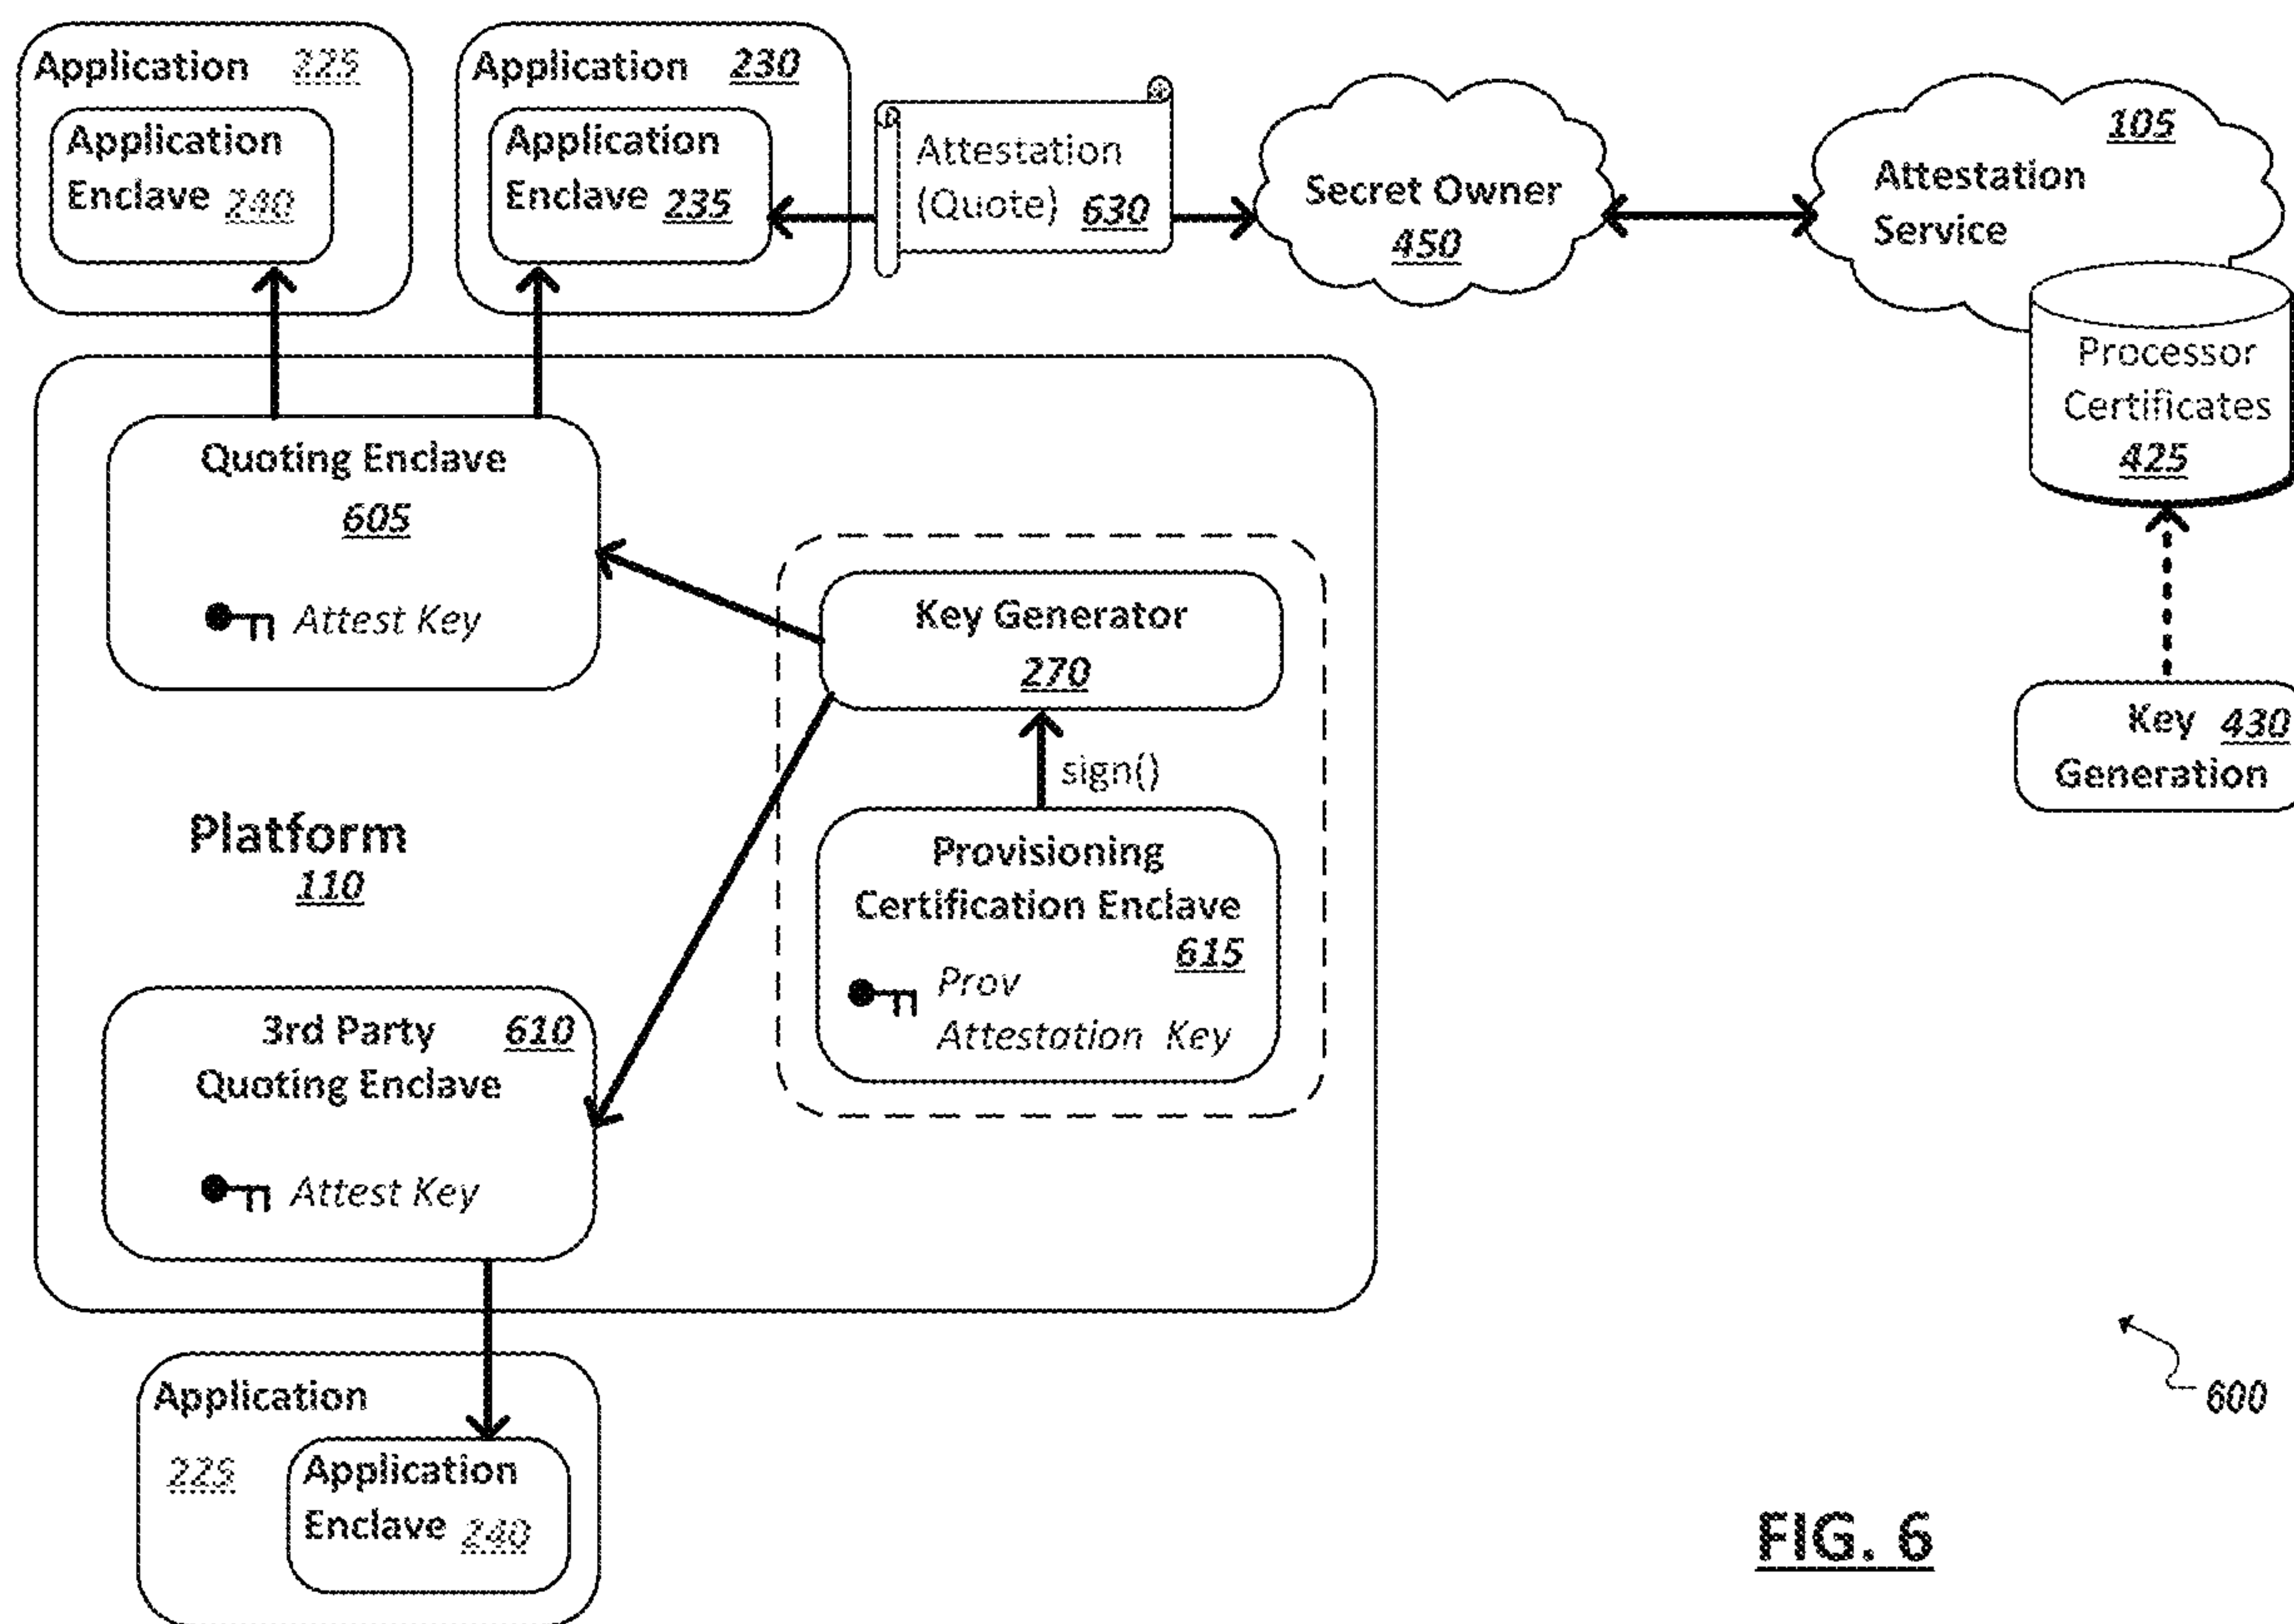 Application 225
Application
Enclave 240
Application 230
Application
Enclave 235
Attestation
(Quote) 630
Secret Owner
450
105
Attestation
Service
Processor
Certificates
425
Key 430
Generation
Quoting Enclave
605
Attest Key
Key Generator
270
sign()
Provisioning
Certification Enclave
615
Prov
Attestation Key
Platform
110
3rd Party 610
Quoting Enclave
Attest Key
Application
225
Application
Enclave 240
600
FIG. 6